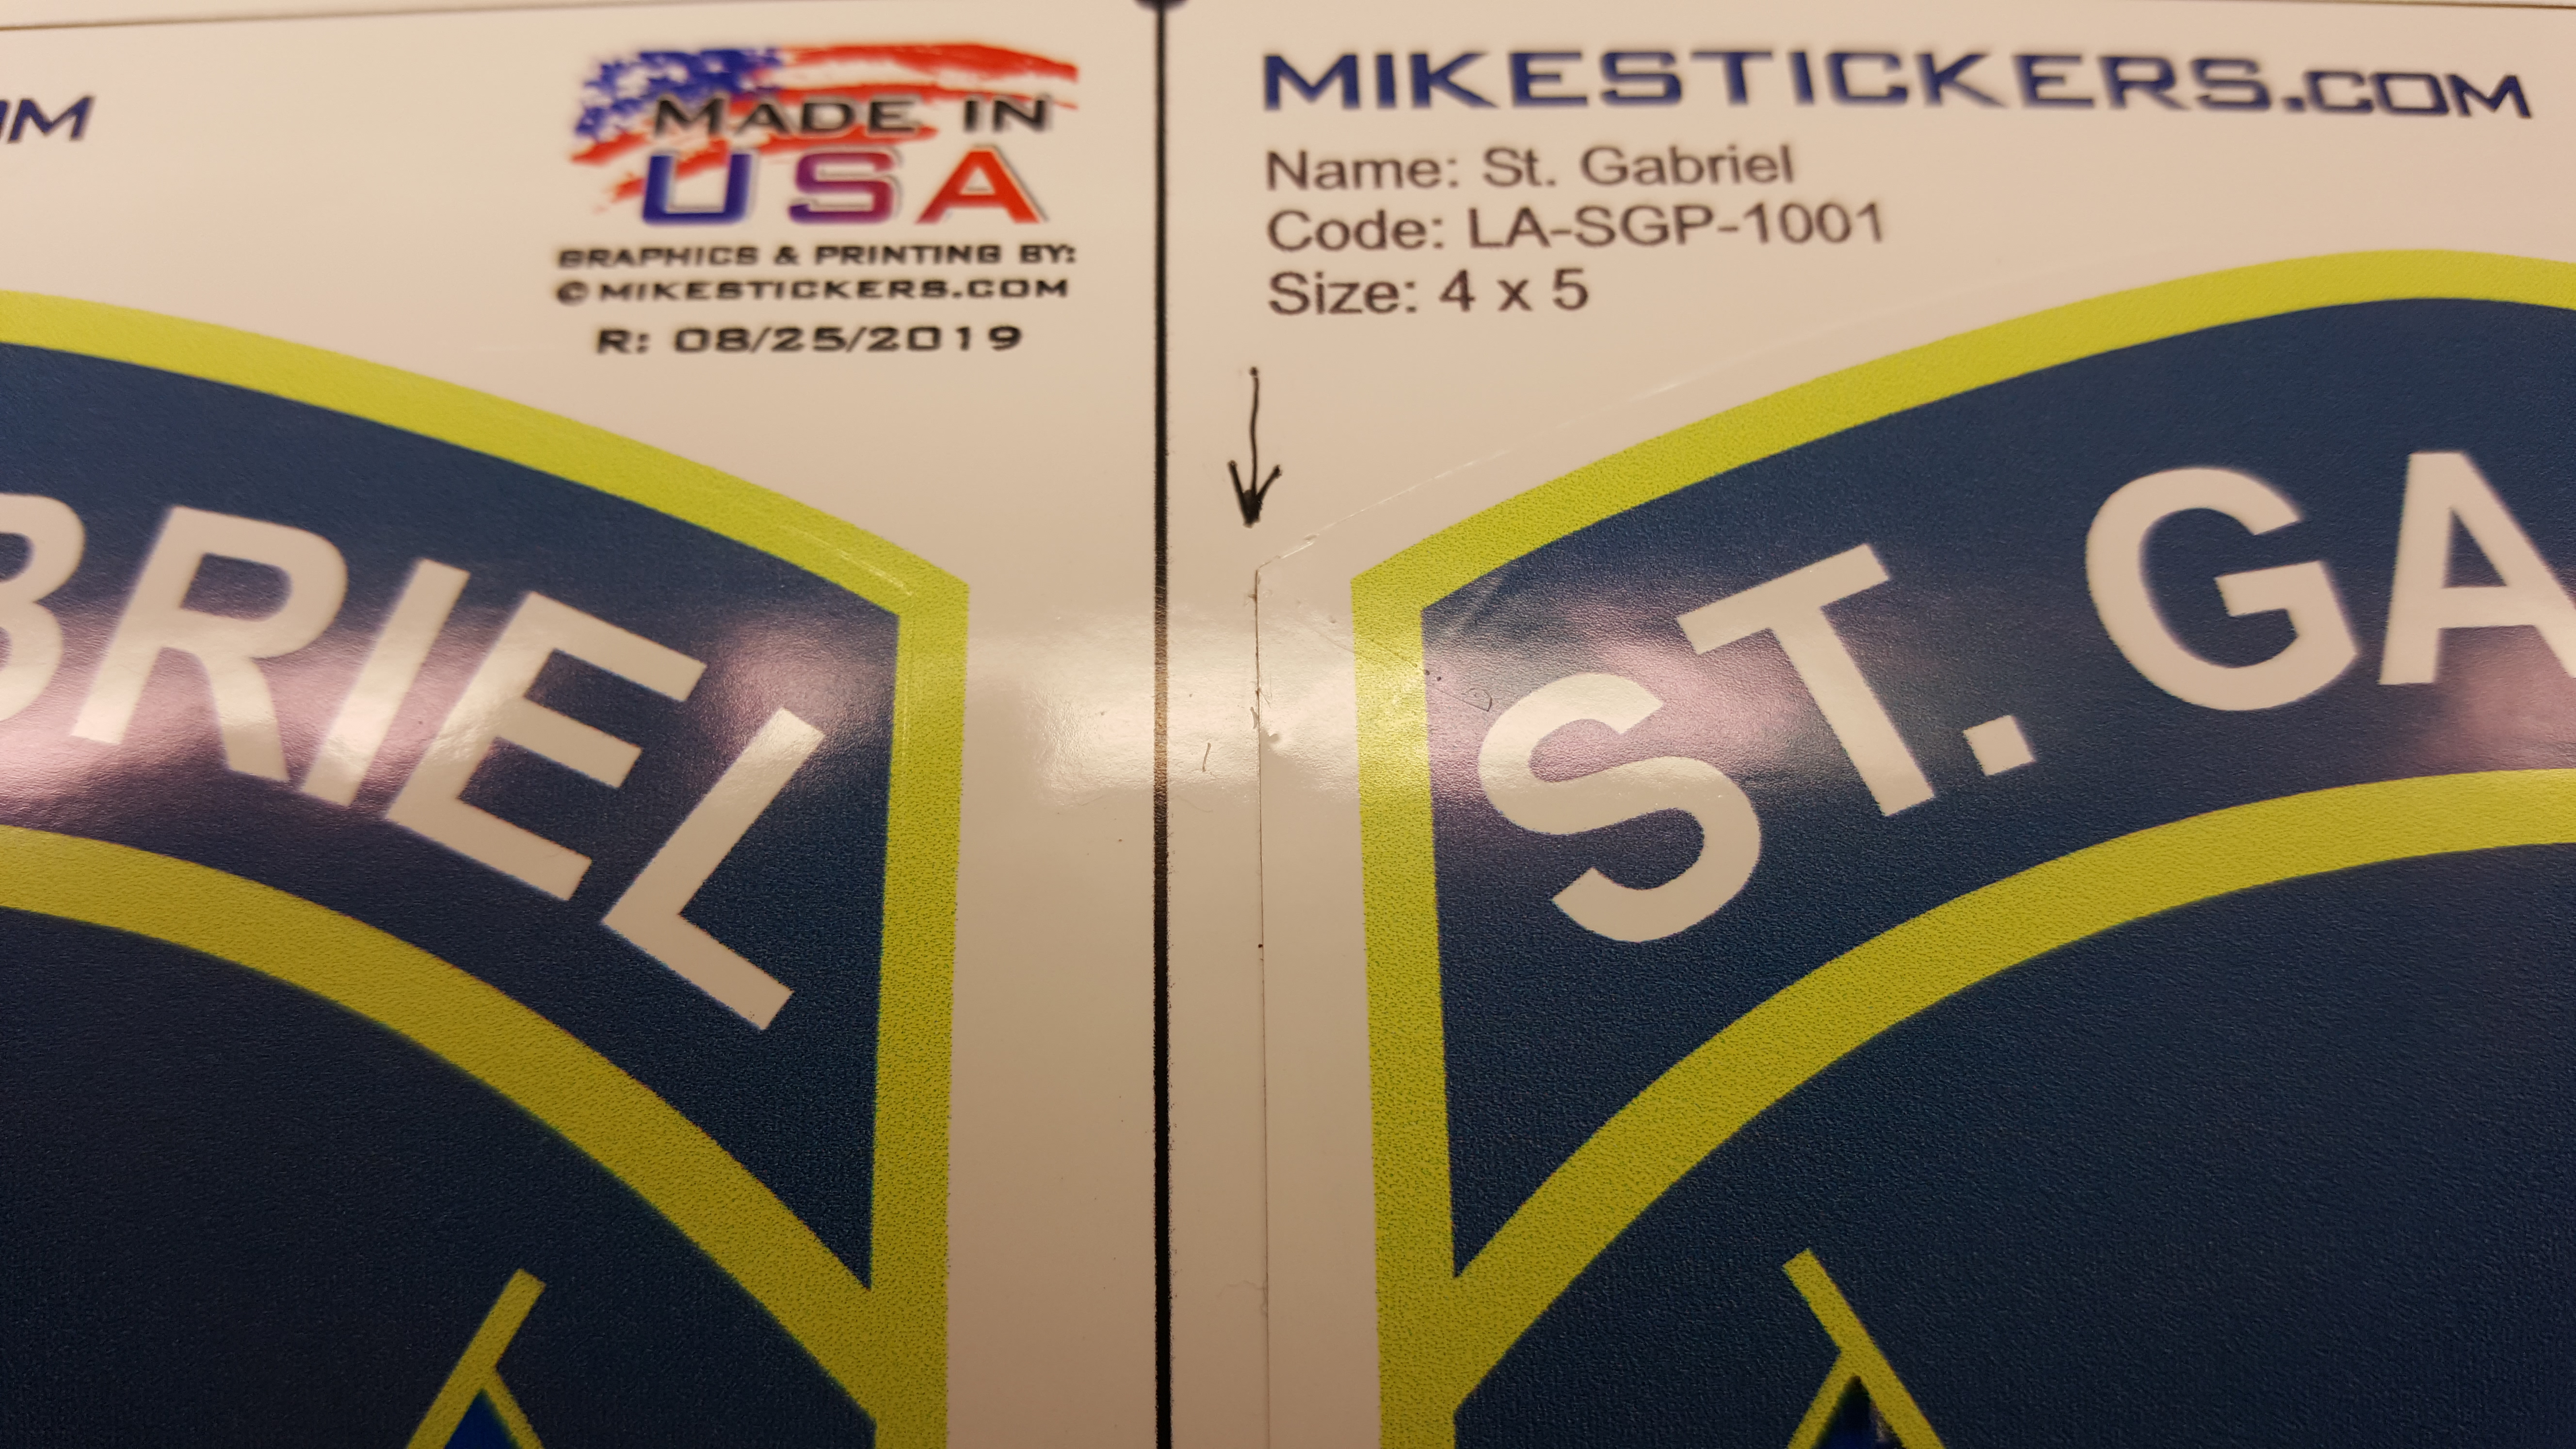 MADE IN
USA
GRAPHICS & PRINTING BY:
© MIKESTICKERS.COM
R: 08/25/2019
MIKESTICKERS.COM
Name: St. Gabriel
Code: LA-SGP-1001
Size: 4 x 5
BRIEL
ST. GA